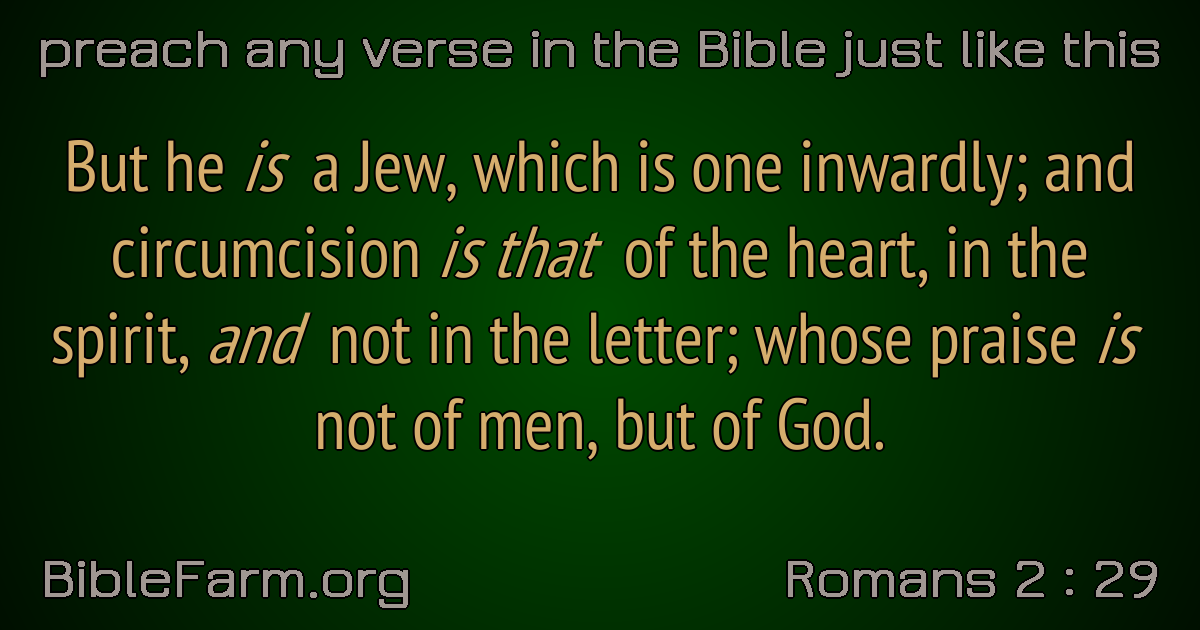 preach any verse in the Bible just like this
But he is a Jew, which is one inwardly; and
circumcision is that of the heart, in the
spirit, and not in the letter; whose praise is
not of men, but of God.
BibleFarm.org
Romans 2 : 29